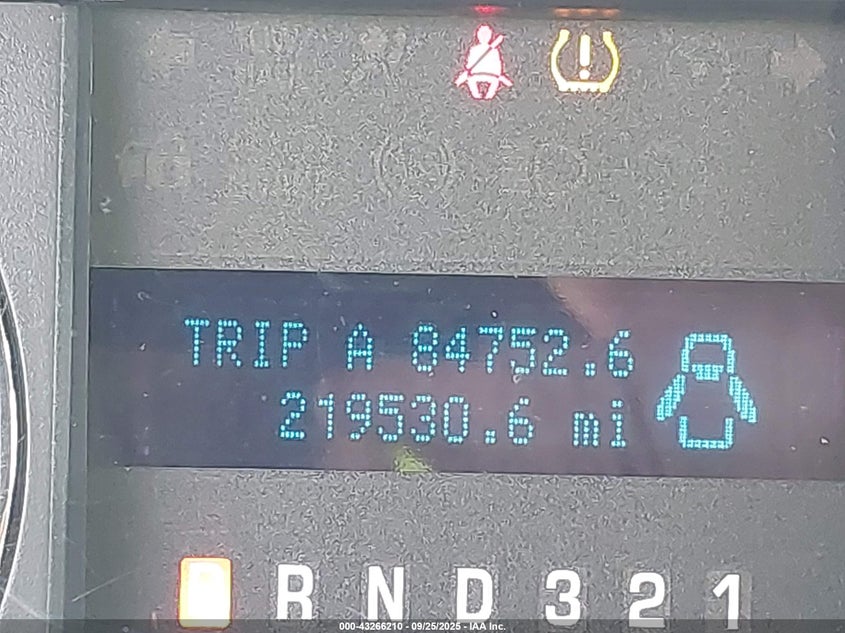 TRIP A 84752.6
219530.6 mi
P R N D 3 2 1
000-43266210 - 09/25/2025 - IAA Inc.